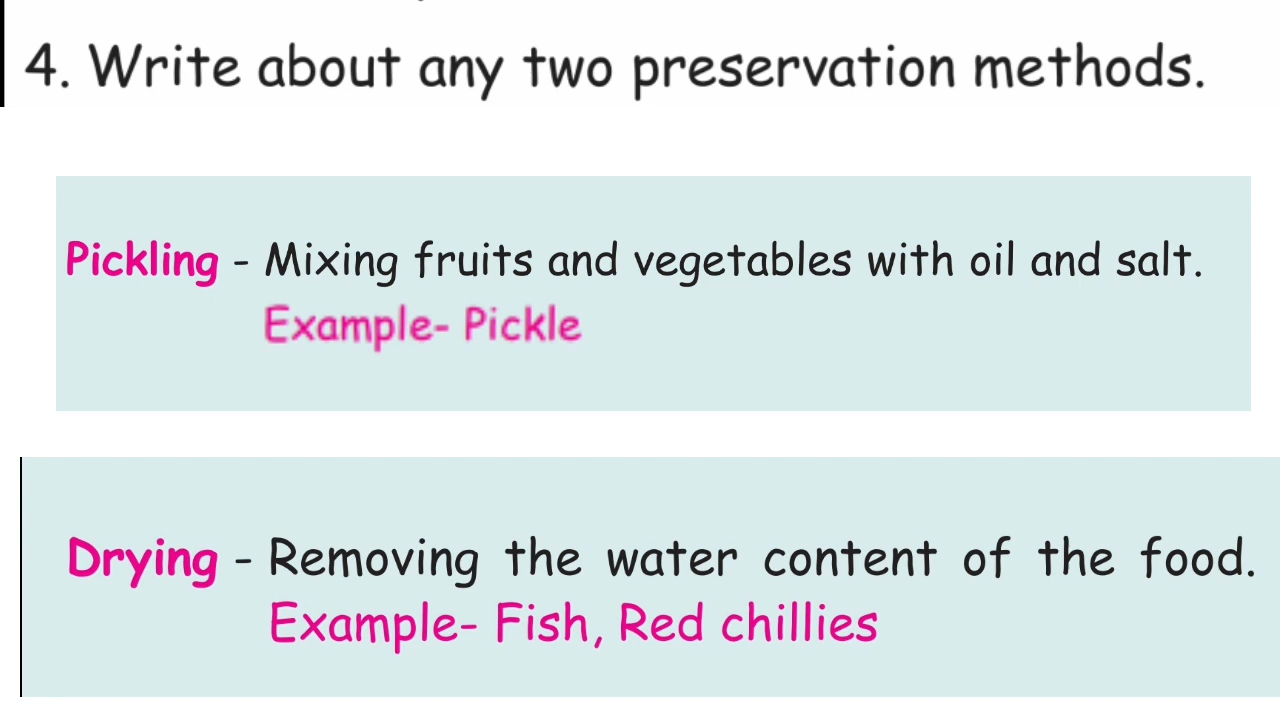 4. Write about any two preservation methods.
Pickling - Mixing fruits and vegetables with oil and salt.
Example- Pickle
Drying - Removing the water content of the food.
Example- Fish, Red chillies